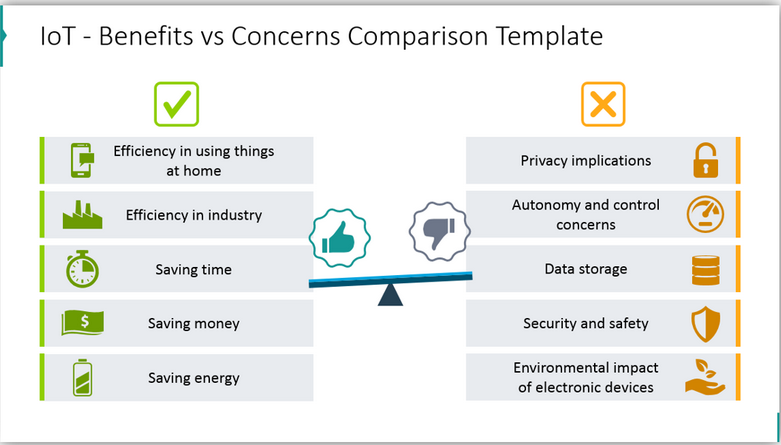 IoT - Benefits vs Concerns Comparison Template
Efficiency in using things
at home
Efficiency in industry
Saving time
$
Saving money
Saving energy
Privacy implications
Autonomy and control
concerns
Data storage
Security and safety
Environmental impact
of electronic devices